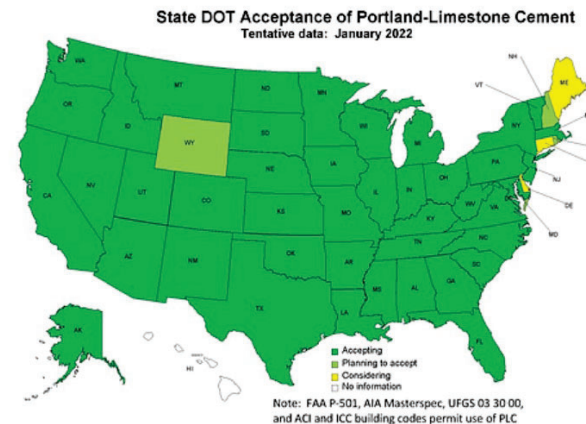 State DOT Acceptance of Portland-Limestone Cement
Tentative data: January 2022
NH
WA
VT
ME
MT
ND
MN
OR
ID
SD
WI
MI
NY
WY
IA
PA
NE
NV
UT
IL
IN
OH
NJ
CA
CO
KS
MO
WV
VA
DE
KY
MD
DC
AZ
NM
OK
AR
TN
NC
SC
MS
AL
GA
TX
LA
AK
FL
HI
Accepting
Planning to accept
Considering
No information
Note: FAA P-501, AIA Masterspec, UFGS 03 30 00,
and ACI and ICC building codes permit use of PLC